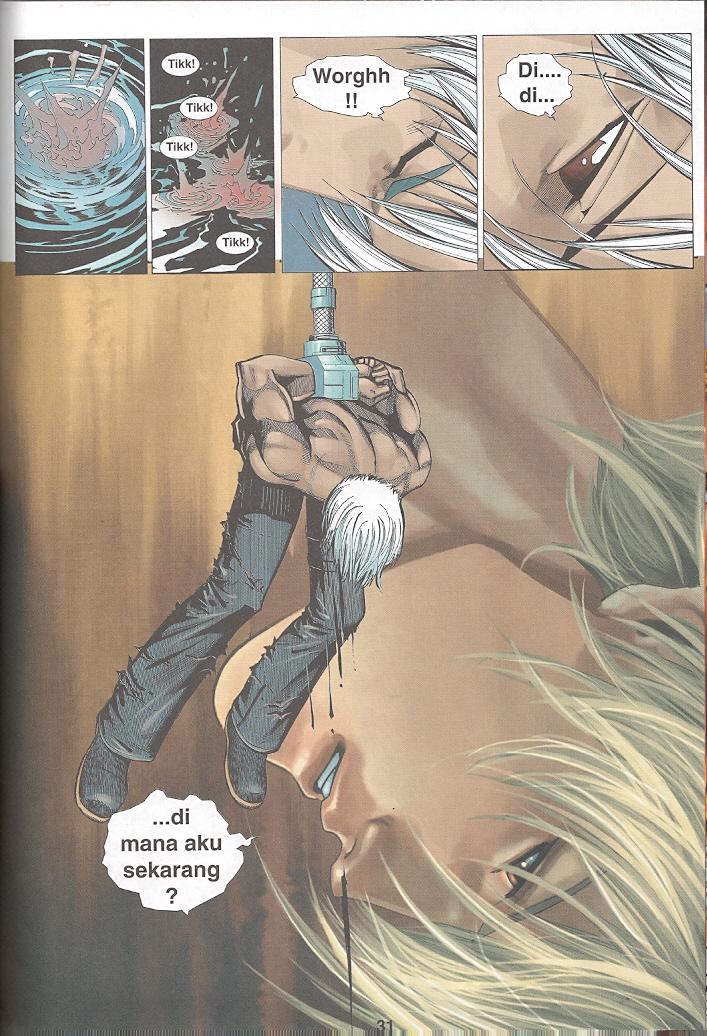 Tikk!
Tikk!
Tikk!
Tikk!
Worghh
!!
Di....
di...
...di
mana aku
sekarang
?
31